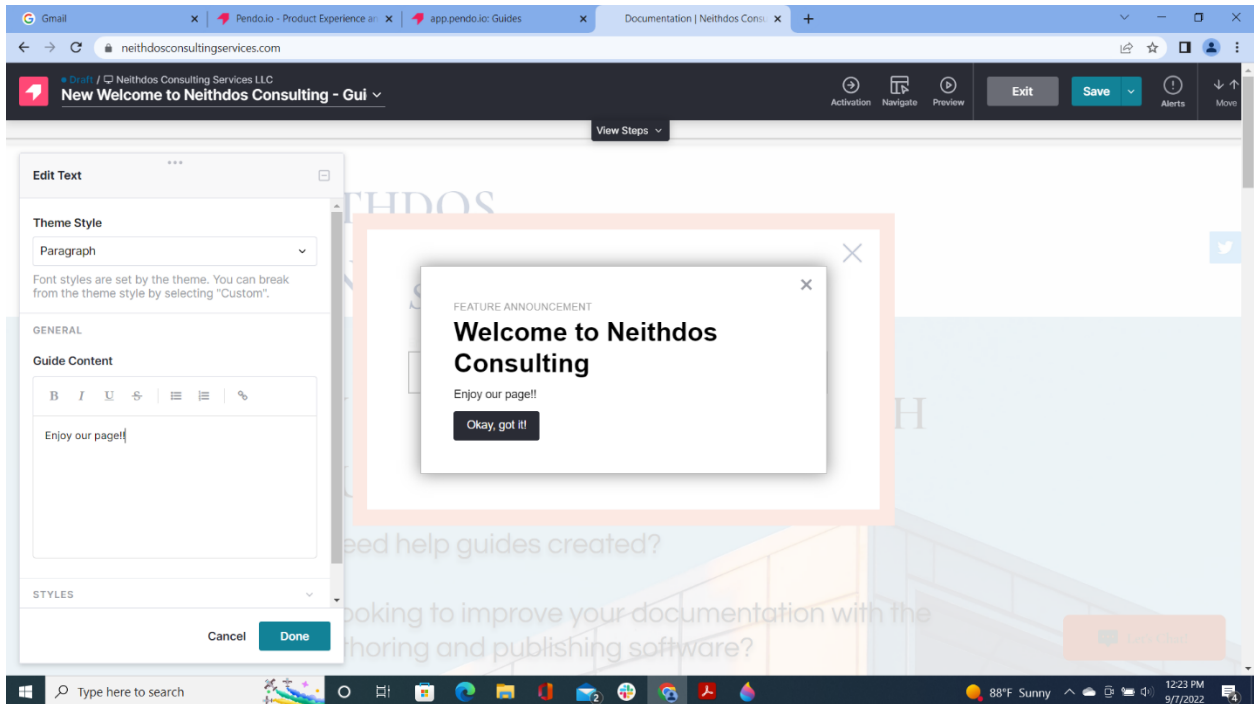 Gmail
Pendo.io - Product Experience an
app.pendo.io: Guides
Documentation | Neithdos Consu
neithdosconsultingservices.com
Draft / Neithdos Consulting Services LLC
New Welcome to Neithdos Consulting - Gui
Activation
Navigate
Preview
Exit
Save
Alerts
Move
View Steps
Edit Text
Theme Style
Paragraph
Font styles are set by the theme. You can break
from the theme style by selecting "Custom".
GENERAL
Guide Content
B I U S
Enjoy our page!!
STYLES
Cancel
Done
THDOS
FEATURE ANNOUNCEMENT
Welcome to Neithdos
Consulting
Enjoy our page!!
Okay, got it!
H
eed help guides created?
ooking to improve your documentation with the
thoring and publishing software?
Type here to search
2
88°F Sunny
12:23 PM
9/7/2022
4